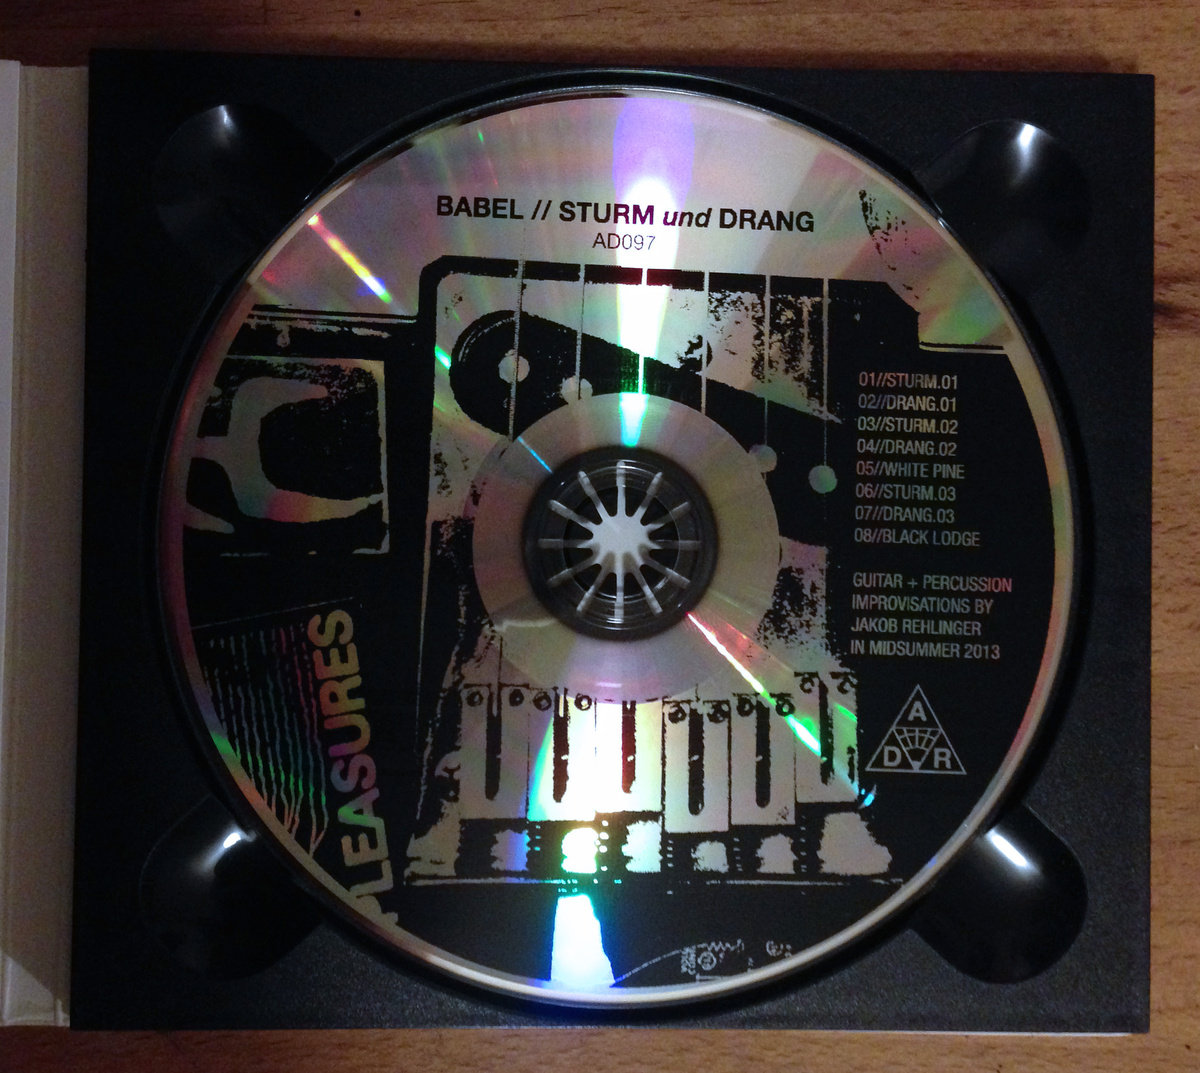 BABEL // STURM und DRANG
AD097
01//STURM.01
02//DRANG.01
03//STURM.02
04//DRANG.02
05//WHITE PINE
06//STURM.03
07//DRANG.03
08//BLACK LODGE
GUITAR + PERCUSSION
IMPROVISATIONS BY
JAKOB REHLINGER
IN MIDSUMMER 2013
A
D R
PLEASURES